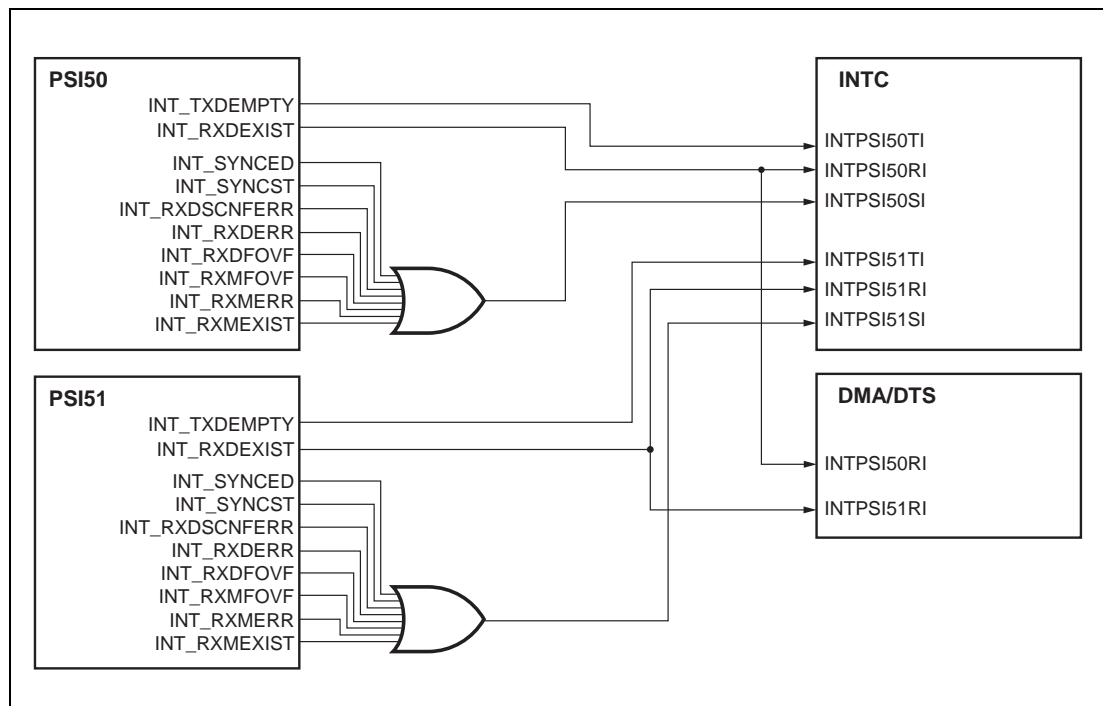 PSI50
INT_TXDEMPTY
INT_RXDEXIST
INT_SYNCED
INT_SYNCST
INT_RXDSCNFERR
INT_RXDERR
INT_RXDFOVF
INT_RXMFOVF
INT_RXMERR
INT_RXMEXIST
INTC
INTPSI50TI
INTPSI50RI
INTPSI50SI
INTPSI51TI
INTPSI51RI
INTPSI51SI
PSI51
INT_TXDEMPTY
INT_RXDEXIST
INT_SYNCED
INT_SYNCST
INT_RXDSCNFERR
INT_RXDERR
INT_RXDFOVF
INT_RXMFOVF
INT_RXMERR
INT_RXMEXIST
DMA/DTS
INTPSI50RI
INTPSI51RI